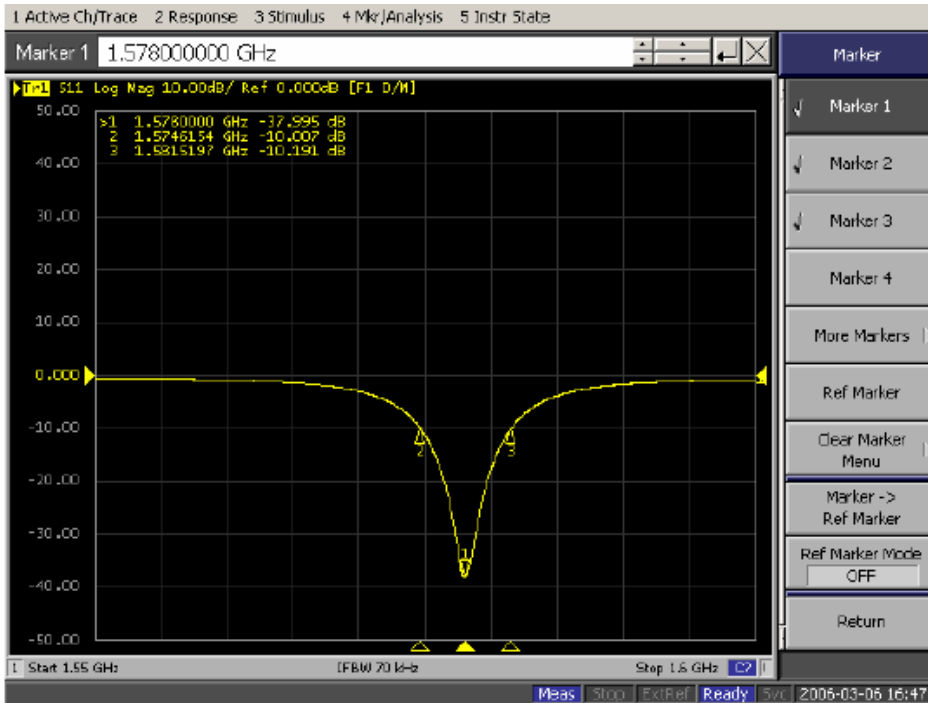 1 Active Ch/Trace 2 Response 3 Stimulus 4 Mkr/Analysis 5 Instr State
Marker 1 1.578000000 GHz
Tr1 S11 Log Mag 10.00dB/ Ref 0.000dB [F1 D/M]
>1 1.5780000 GHz -37.995 dB
2 1.5746154 GHz -10.007 dB
3 1.5815197 GHz -10.191 dB
50.00
40.00
30.00
20.00
10.00
0.000
-10.00
-20.00
-30.00
-40.00
-50.00
2
3
1
1 Start 1.55 GHz IFBW 70 kHz Stop 1.6 GHz C? !
Meas Stop ExtRef Ready Svc 2006-03-06 16:47
Marker
Marker 1
Marker 2
Marker 3
Marker 4
More Markers
Ref Marker
Clear Marker
Menu
Marker ->
Ref Marker
Ref Marker Mode
OFF
Return